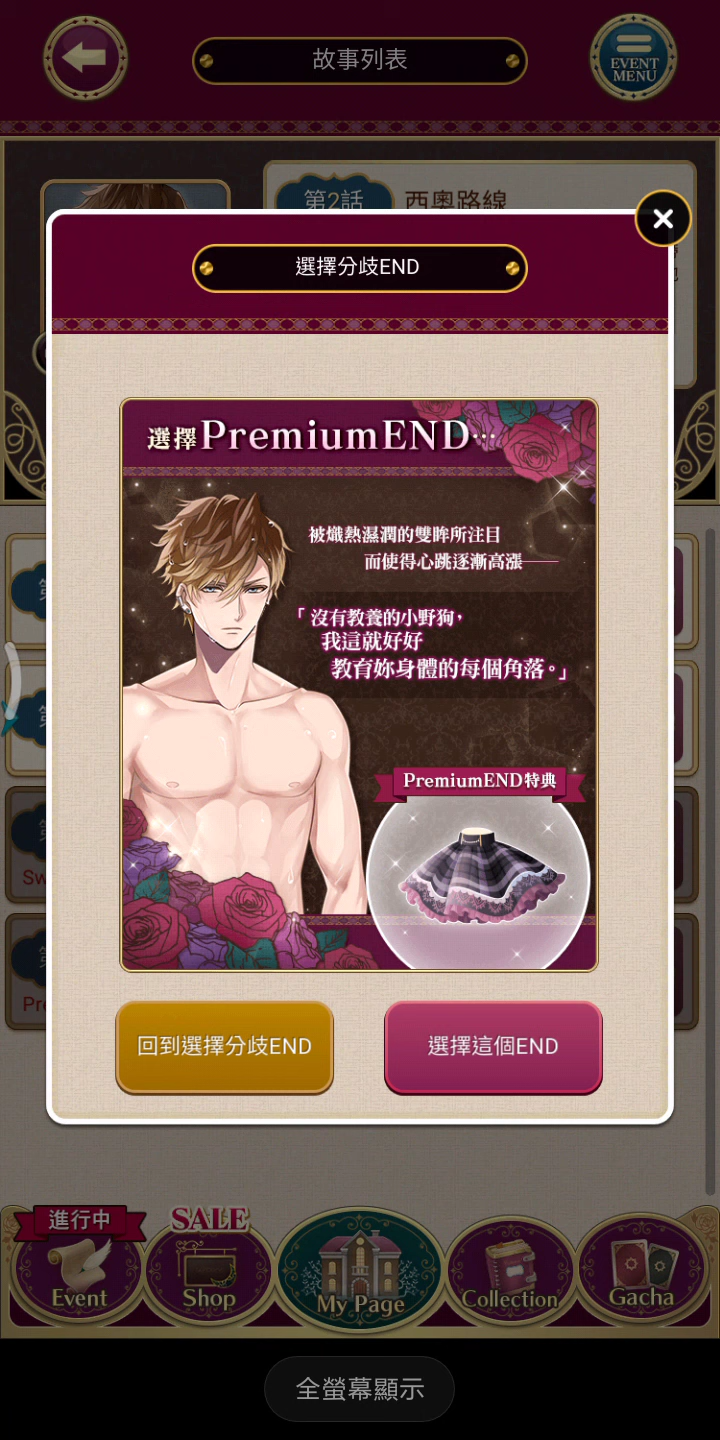 故事列表
EVENT
MENU
第2話
西奧路線
選擇分歧END
選擇PremiumEND…
被熾熱濕潤的雙眸所注目
而使得心跳逐漸高漲──
「沒有教養的小野狗,
我這就好好
教育妳身體的每個角落。」
PremiumEND特典
回到選擇分歧END
選擇這個END
Sw
Pre
進行中
SALE
Event
Shop
My Page
Collection
Gacha
全螢幕顯示